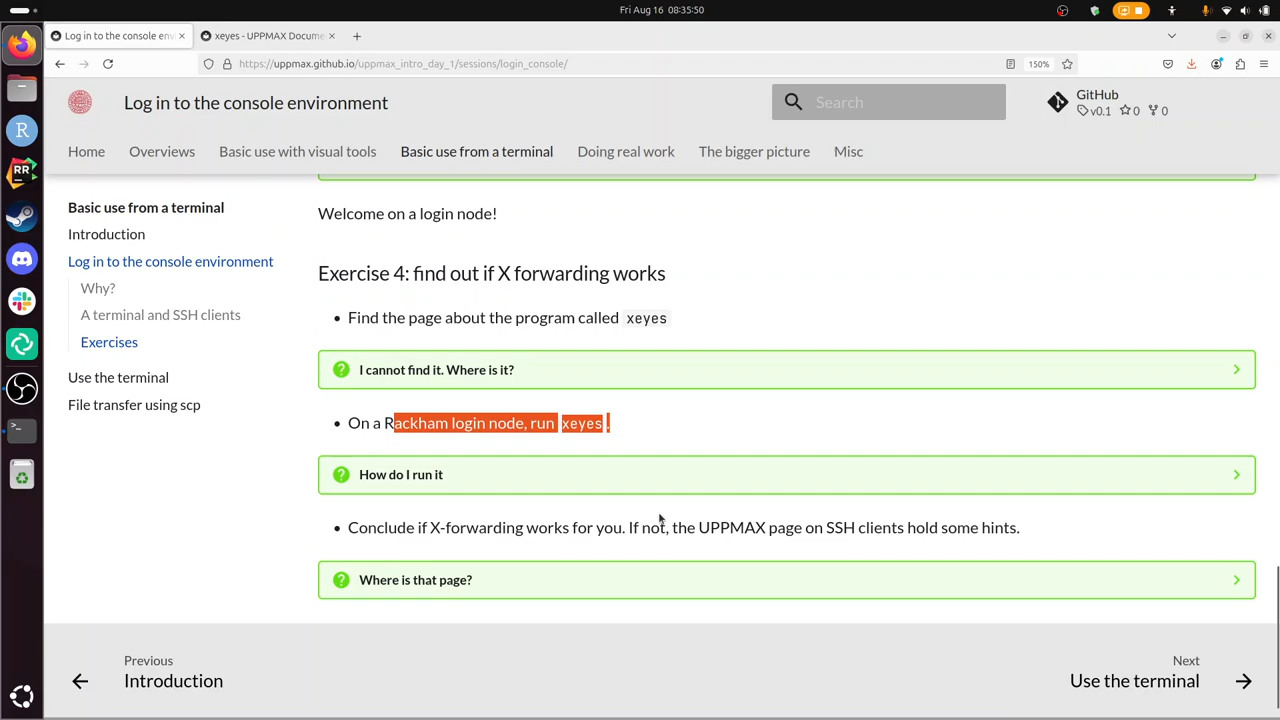 Fri Aug 16 08:35:50
Log in to the console env
xeyes - UPPMAX Docume
https://uppmax.github.io/uppmax_intro_day_1/sessions/login_console/
150%
Log in to the console environment
Search
GitHub
v0.1 0 0
Home Overviews Basic use with visual tools Basic use from a terminal Doing real work The bigger picture Misc
Basic use from a terminal
Introduction
Log in to the console environment
Why?
A terminal and SSH clients
Exercises
Use the terminal
File transfer using scp
Welcome on a login node!
Exercise 4: find out if X forwarding works
• Find the page about the program called xeyes
I cannot find it. Where is it?
• On a Rackham login node, run xeyes.
How do I run it
• Conclude if X-forwarding works for you. If not, the UPPMAX page on SSH clients hold some hints.
Where is that page?
Previous
Introduction
Next
Use the terminal